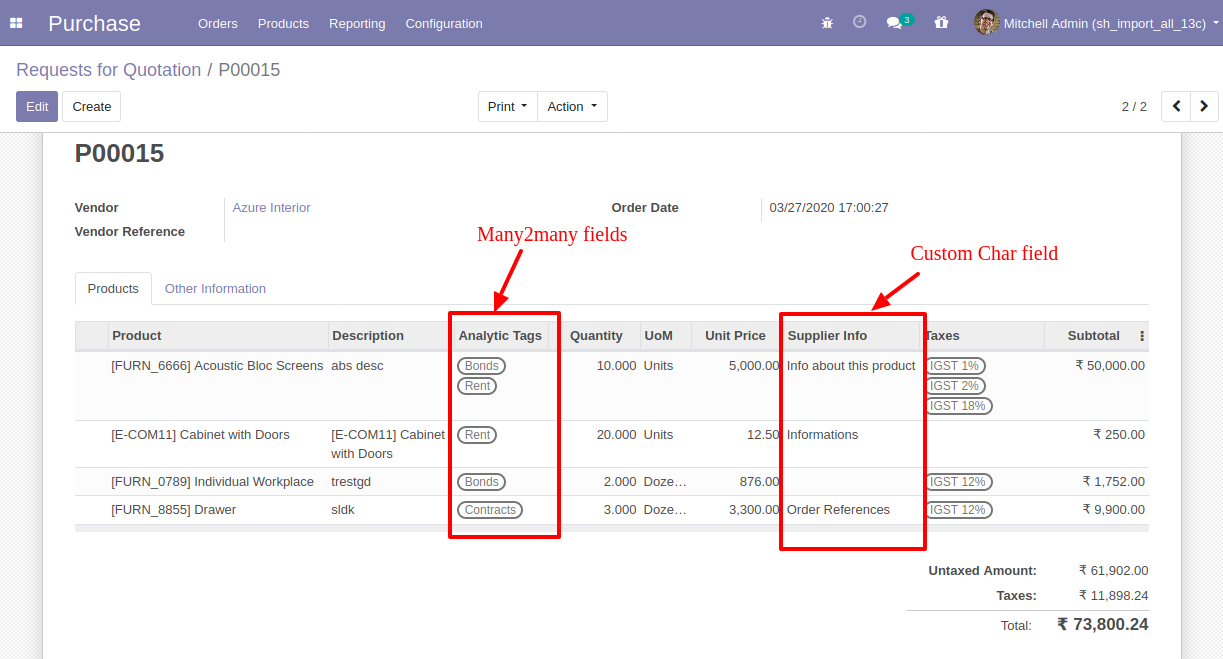 Purchase Orders Products Reporting Configuration 3 Mitchell Admin (sh_import_all_13c)
Requests for Quotation / P00015
Edit Create Print Action 2 / 2
P00015
Vendor Azure Interior Order Date 03/27/2020 17:00:27
Vendor Reference
Many2many fields
Custom Char field
Products Other Information
Product Description Analytic Tags Quantity UoM Unit Price Supplier Info Taxes Subtotal
[FURN_6666] Acoustic Bloc Screens abs desc Bonds 10.000 Units 5,000.00 Info about this product IGST 1% ₹ 50,000.00
Rent IGST 2%
IGST 18%
[E-COM11] Cabinet with Doors [E-COM11] Cabinet Rent 20.000 Units 12.50 Informations ₹ 250.00
with Doors
[FURN_0789] Individual Workplace trestgd Bonds 2.000 Doze... 876.00 IGST 12% ₹ 1,752.00
[FURN_8855] Drawer sldk Contracts 3.000 Doze... 3,300.00 Order References IGST 12% ₹ 9,900.00
Untaxed Amount: ₹ 61,902.00
Taxes: ₹ 11,898.24
Total: ₹ 73,800.24